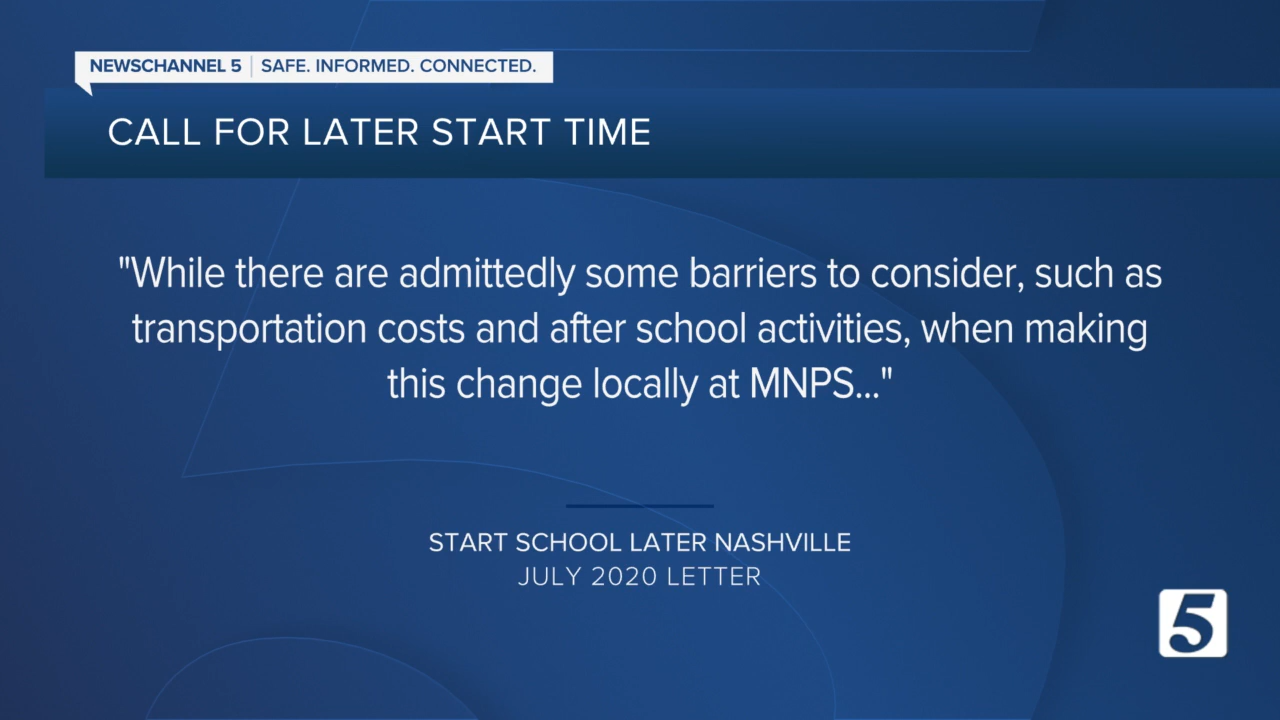 NEWSCHANNEL 5 | SAFE. INFORMED. CONNECTED.
CALL FOR LATER START TIME
"While there are admittedly some barriers to consider, such as
transportation costs and after school activities, when making
this change locally at MNPS..."
START SCHOOL LATER NASHVILLE
JULY 2020 LETTER
5